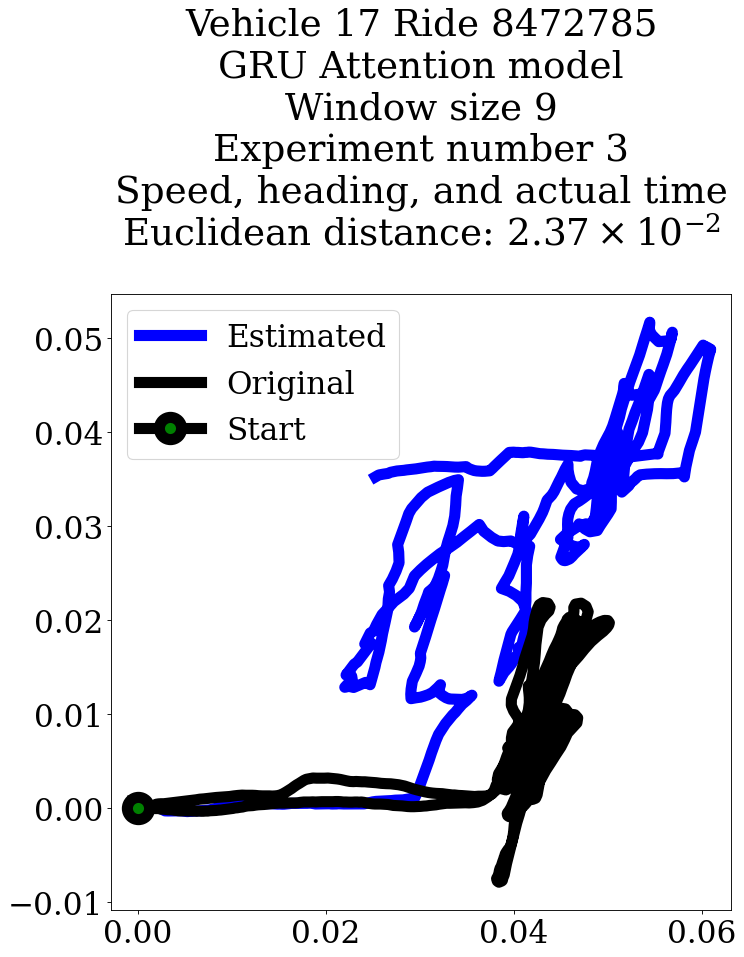 Vehicle 17 Ride 8472785
GRU Attention model
Window size 9
Experiment number 3
Speed, heading, and actual time
Euclidean distance: 2.37 × 10⁻²
Estimated
Original
Start
0.05
0.04
0.03
0.02
0.01
0.00
−0.01
0.00 0.02 0.04 0.06